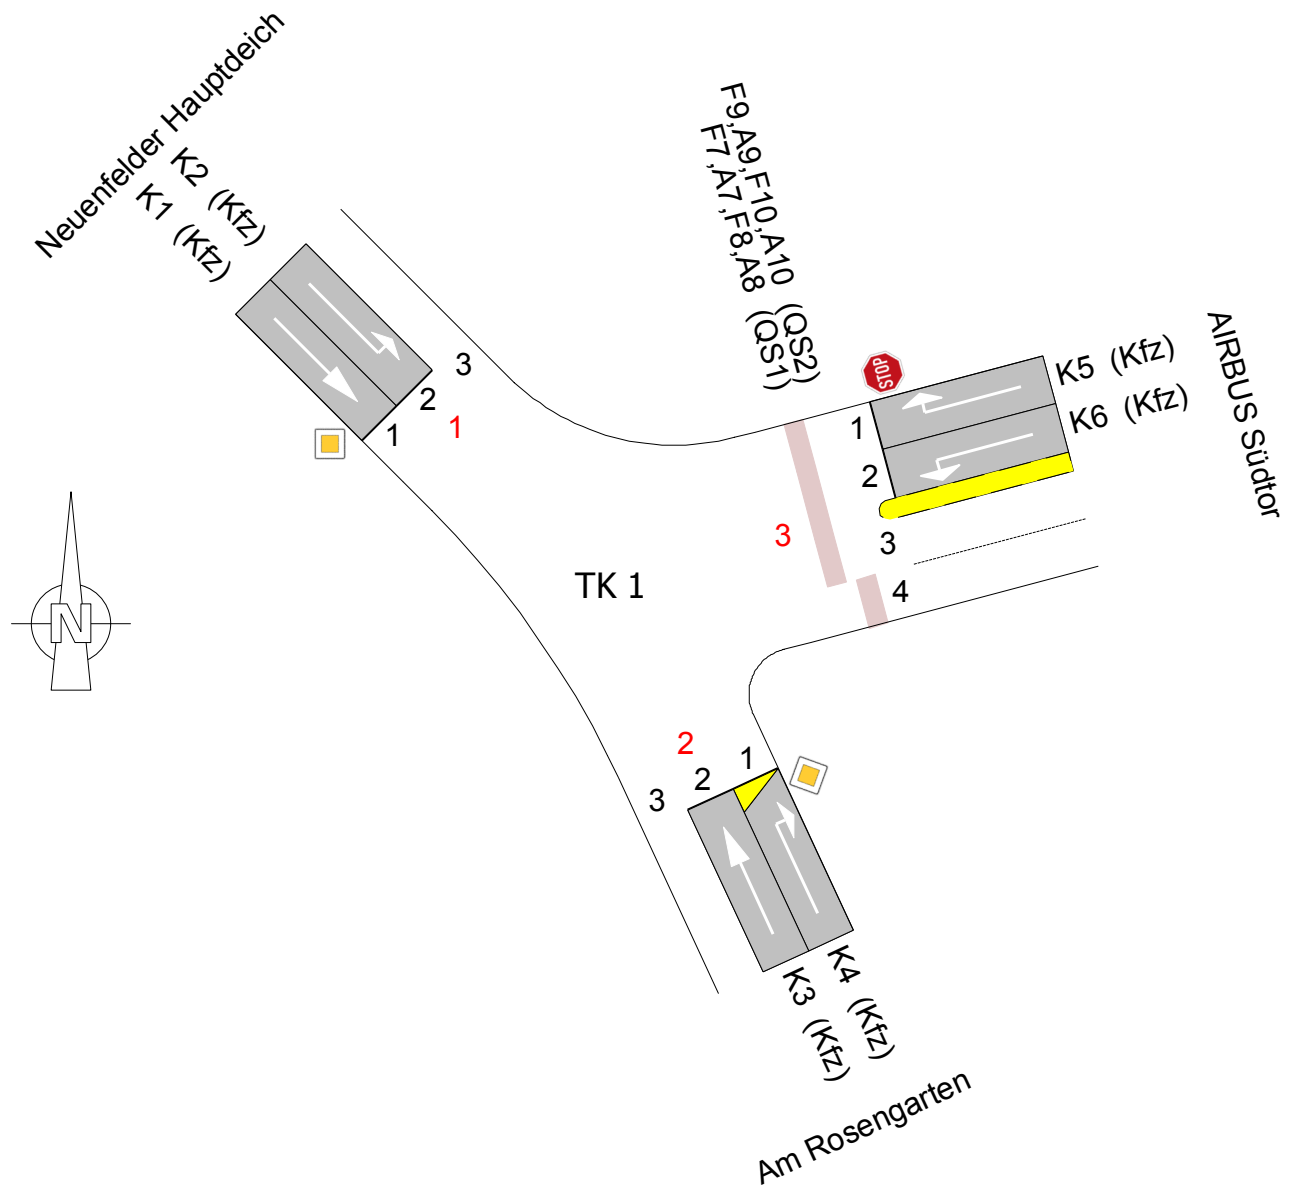 Neuenfelder Hauptdeich
K2 (Kfz)
K1 (Kfz)
F9,A9,F10,A10 (QS2)
F7,A7,F8,A8 (QS1)
STOP
K5 (Kfz)
K6 (Kfz)
AIRBUS Südtor
3
2
1
1
1
2
3
3
4
TK 1
N
2
1
2
3
K3 (Kfz)
K4 (Kfz)
Am Rosengarten